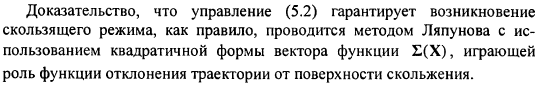 Доказательство, что управление (5.2) гарантирует возникновение
скользящего режима, как правило, проводится методом Ляпунова с ис-
пользованием квадратичной формы вектора функции Σ(X), играющей
роль функции отклонения траектории от поверхности скольжения.